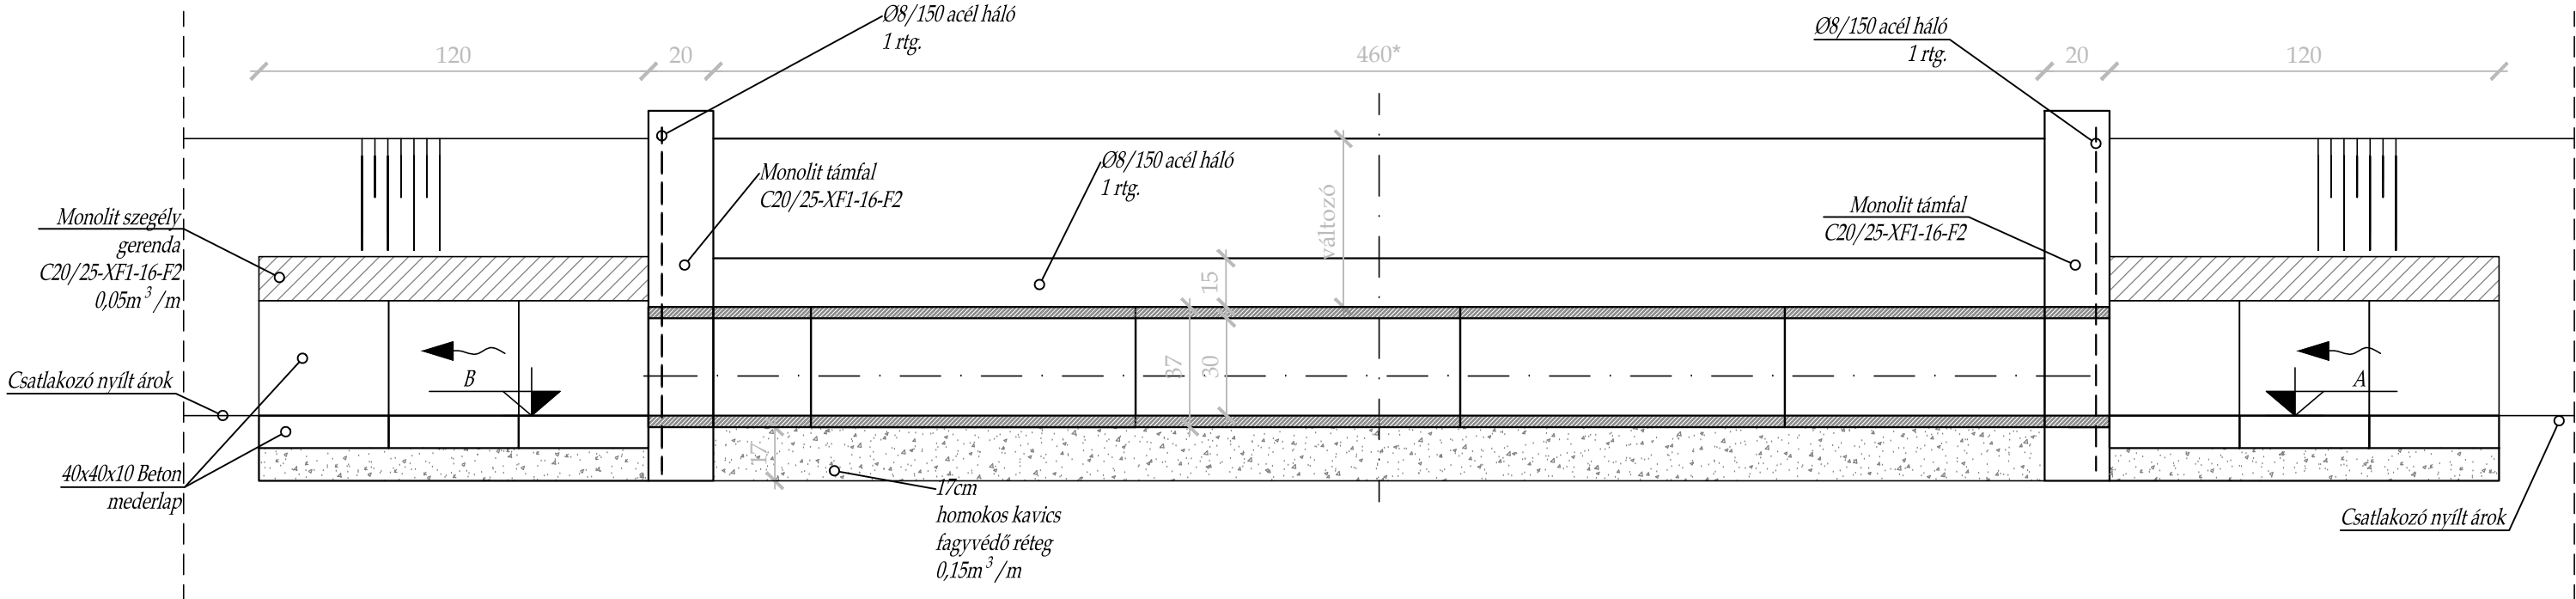 Ø8/150 acél háló
1 rtg.
Ø8/150 acél háló
1 rtg.
120
20
460*
20
120
Ø8/150 acél háló
1 rtg.
Monolit támfal
C20/25-XF1-16-F2
Monolit támfal
C20/25-XF1-16-F2
változó
Monolit szegély
gerenda
C20/25-XF1-16-F2
0,05m³/m
15
37
30
B
A
Csatlakozó nyílt árok
40x40x10 Beton
mederlap
17
17cm
homokos kavics
fagyvédő réteg
0,15m³/m
Csatlakozó nyílt árok